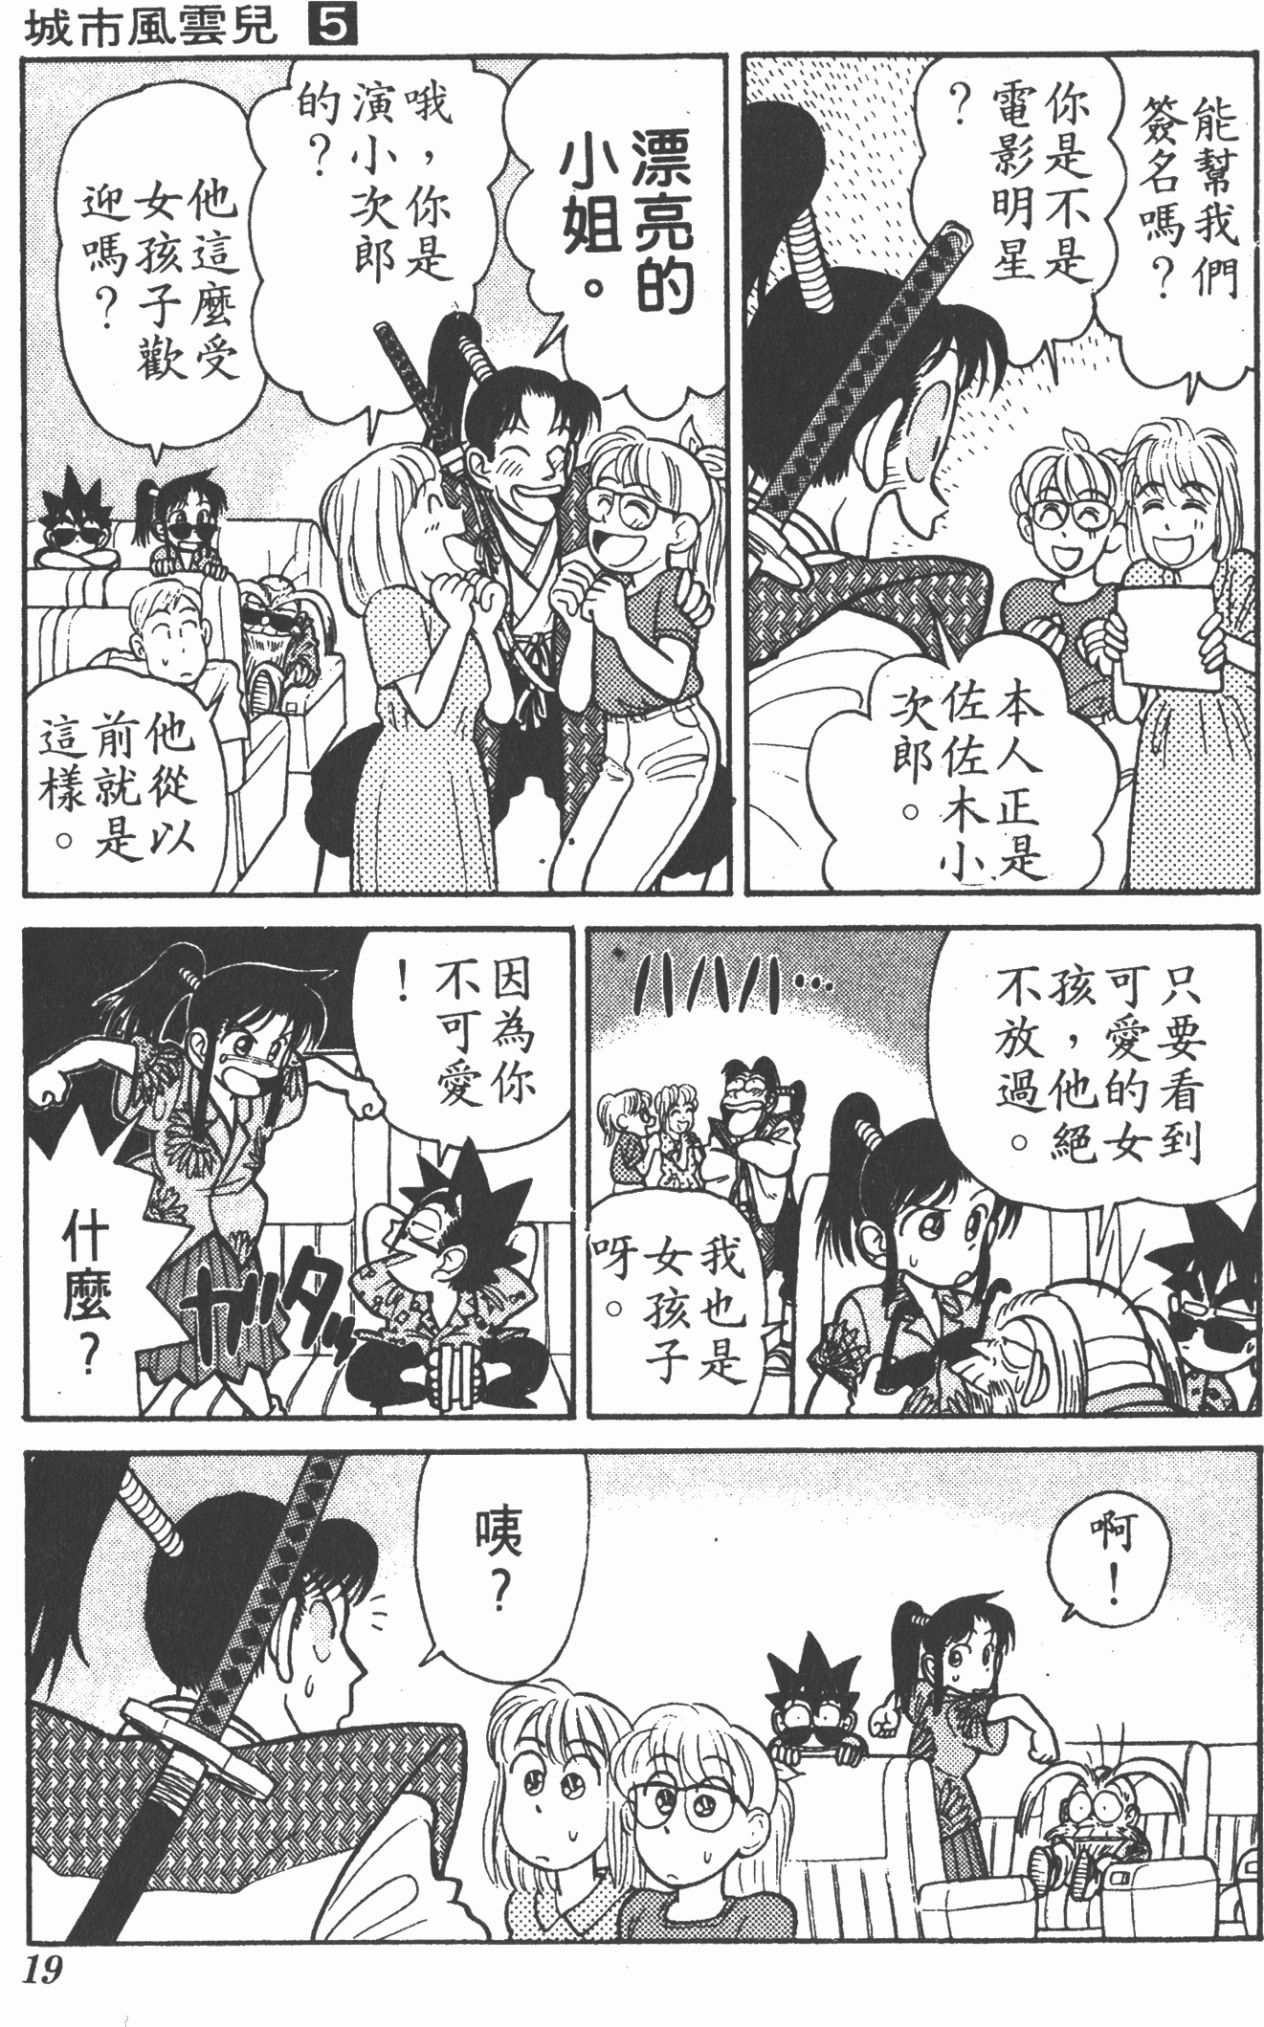 城市風雲兒 5
能幫我們
簽名嗎？
你是不是
電影明星
？
本人正是
佐佐木小
次郎。
漂亮的
小姐。
哦，你是
演小次郎
的？
他這麼受
女孩子歡
迎嗎？
他從以
前就是
這樣。
只要看到
可愛的女
孩，他絕
不放過。
ハハハ…
我也是
女孩子
呀。
因為你
不可愛
！
什麼？
ガタッ
啊！
咦？
19